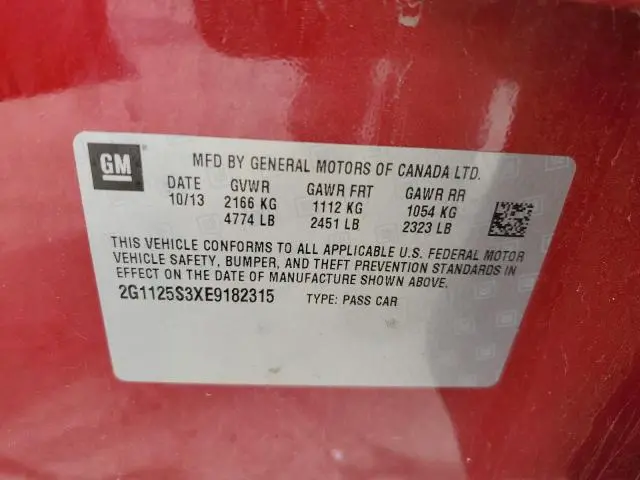 GM
MFD BY GENERAL MOTORS OF CANADA LTD.
DATE GVWR GAWR FRT GAWR RR
10/13 2166 KG 1112 KG 1054 KG
4774 LB 2451 LB 2323 LB
THIS VEHICLE CONFORMS TO ALL APPLICABLE U.S. FEDERAL MOTOR
VEHICLE SAFETY, BUMPER, AND THEFT PREVENTION STANDARDS IN
EFFECT ON THE DATE OF MANUFACTURE SHOWN ABOVE.
2G1125S3XE9182315 TYPE: PASS CAR